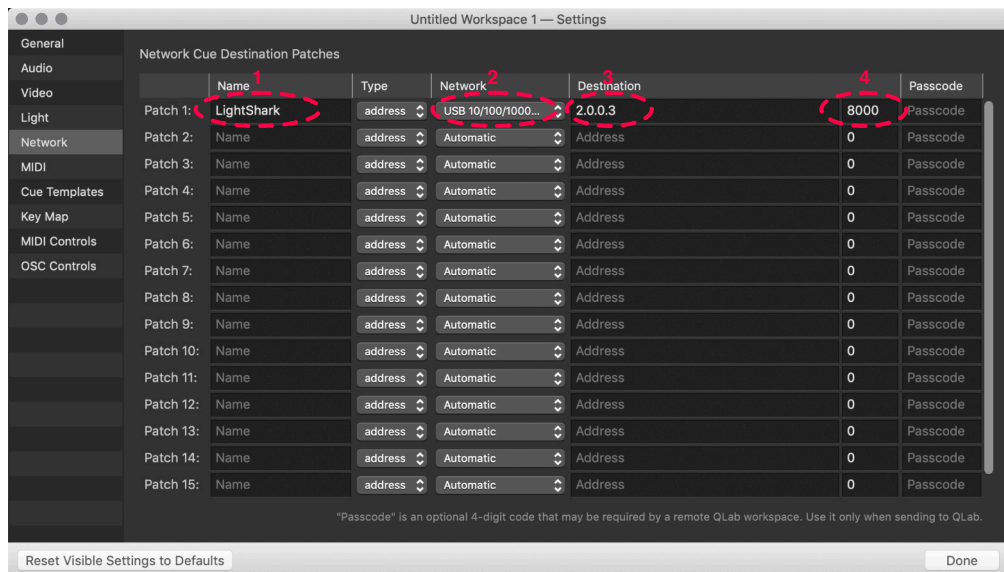 Untitled Workspace 1 — Settings
General
Audio
Video
Light
Network
MIDI
Cue Templates
Key Map
MIDI Controls
OSC Controls
Network Cue Destination Patches
1 2 3 4
Name Type Network Destination Passcode
Patch 1: LightShark address USB 10/100/1000... 2.0.0.3 8000 Passcode
Patch 2: Name address Automatic Address 0 Passcode
Patch 3: Name address Automatic Address 0 Passcode
Patch 4: Name address Automatic Address 0 Passcode
Patch 5: Name address Automatic Address 0 Passcode
Patch 6: Name address Automatic Address 0 Passcode
Patch 7: Name address Automatic Address 0 Passcode
Patch 8: Name address Automatic Address 0 Passcode
Patch 9: Name address Automatic Address 0 Passcode
Patch 10: Name address Automatic Address 0 Passcode
Patch 11: Name address Automatic Address 0 Passcode
Patch 12: Name address Automatic Address 0 Passcode
Patch 13: Name address Automatic Address 0 Passcode
Patch 14: Name address Automatic Address 0 Passcode
Patch 15: Name address Automatic Address 0 Passcode
"Passcode" is an optional 4-digit code that may be required by a remote QLab workspace. Use it only when sending to QLab.
Reset Visible Settings to Defaults
Done